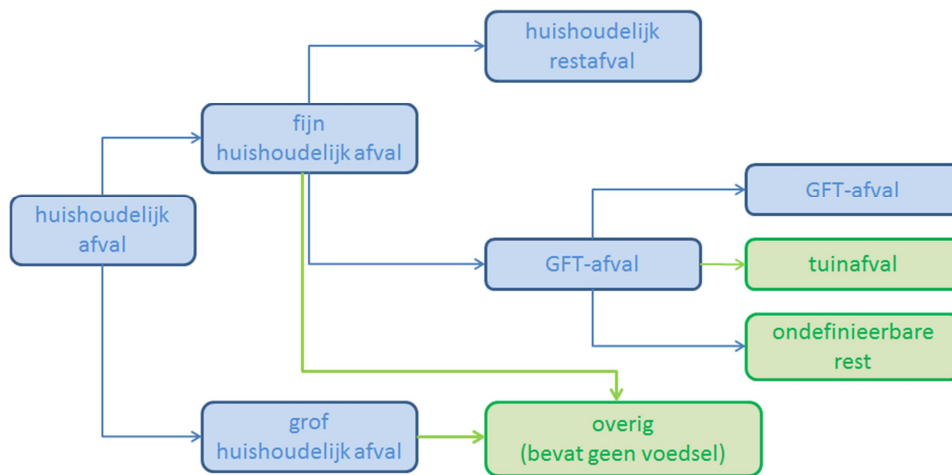 huishoudelijk
restafval
fijn
huishoudelijk afval
GFT-afval
huishoudelijk
afval
GFT-afval
tuinafval
ondefinieerbare
rest
grof
huishoudelijk afval
overig
(bevat geen voedsel)